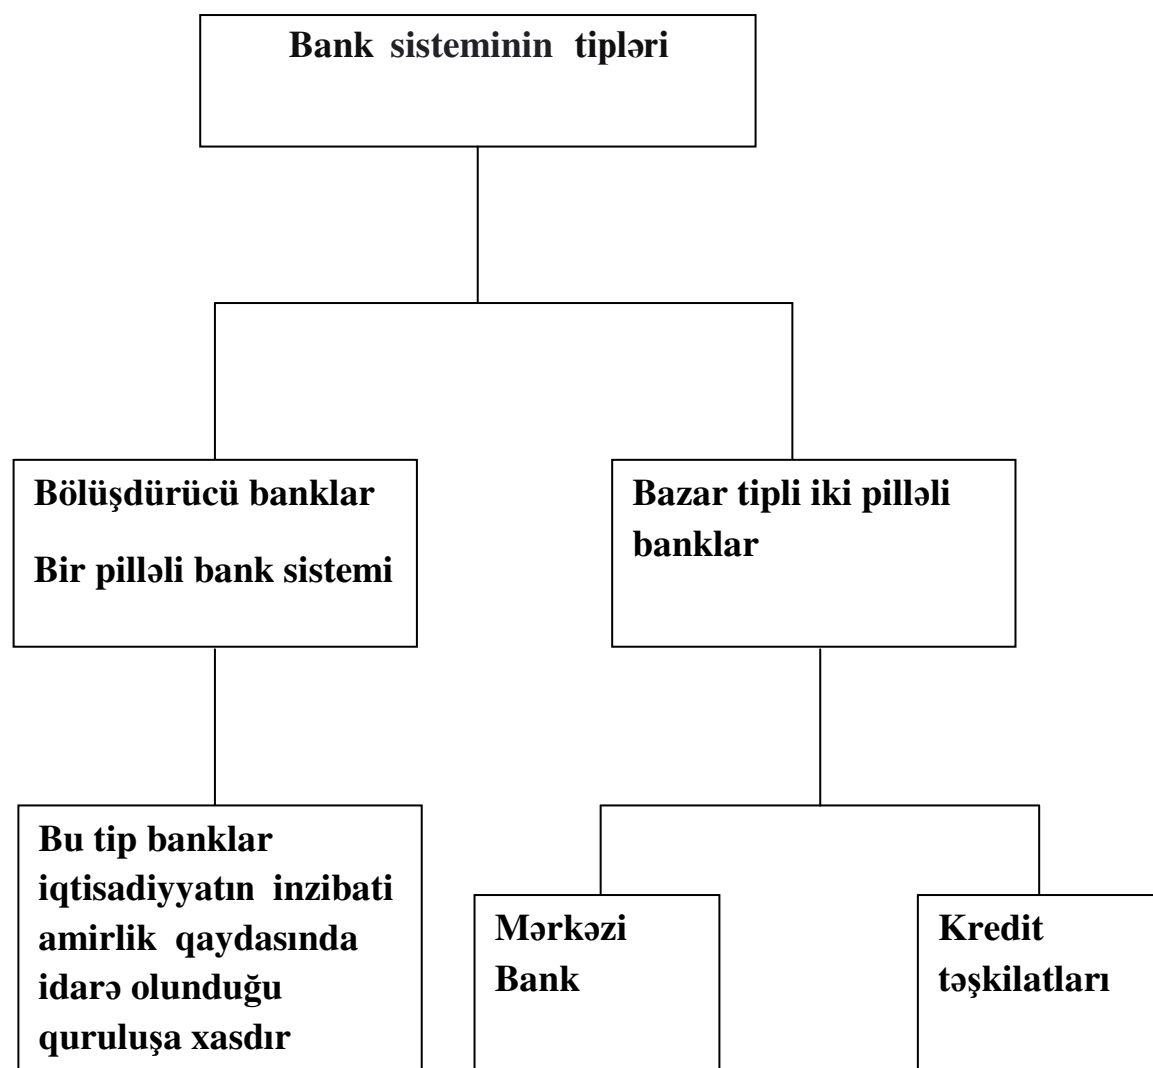 Bank sisteminin tipləri
Bölüşdürücü banklar
Bir pilləli bank sistemi
Bazar tipli iki pilləli
banklar
Bu tip banklar
iqtisadiyyatın inzibati
amirlik qaydasında
idarə olunduğu
quruluşa xasdır
Mərkəzi
Bank
Kredit
təşkilatları